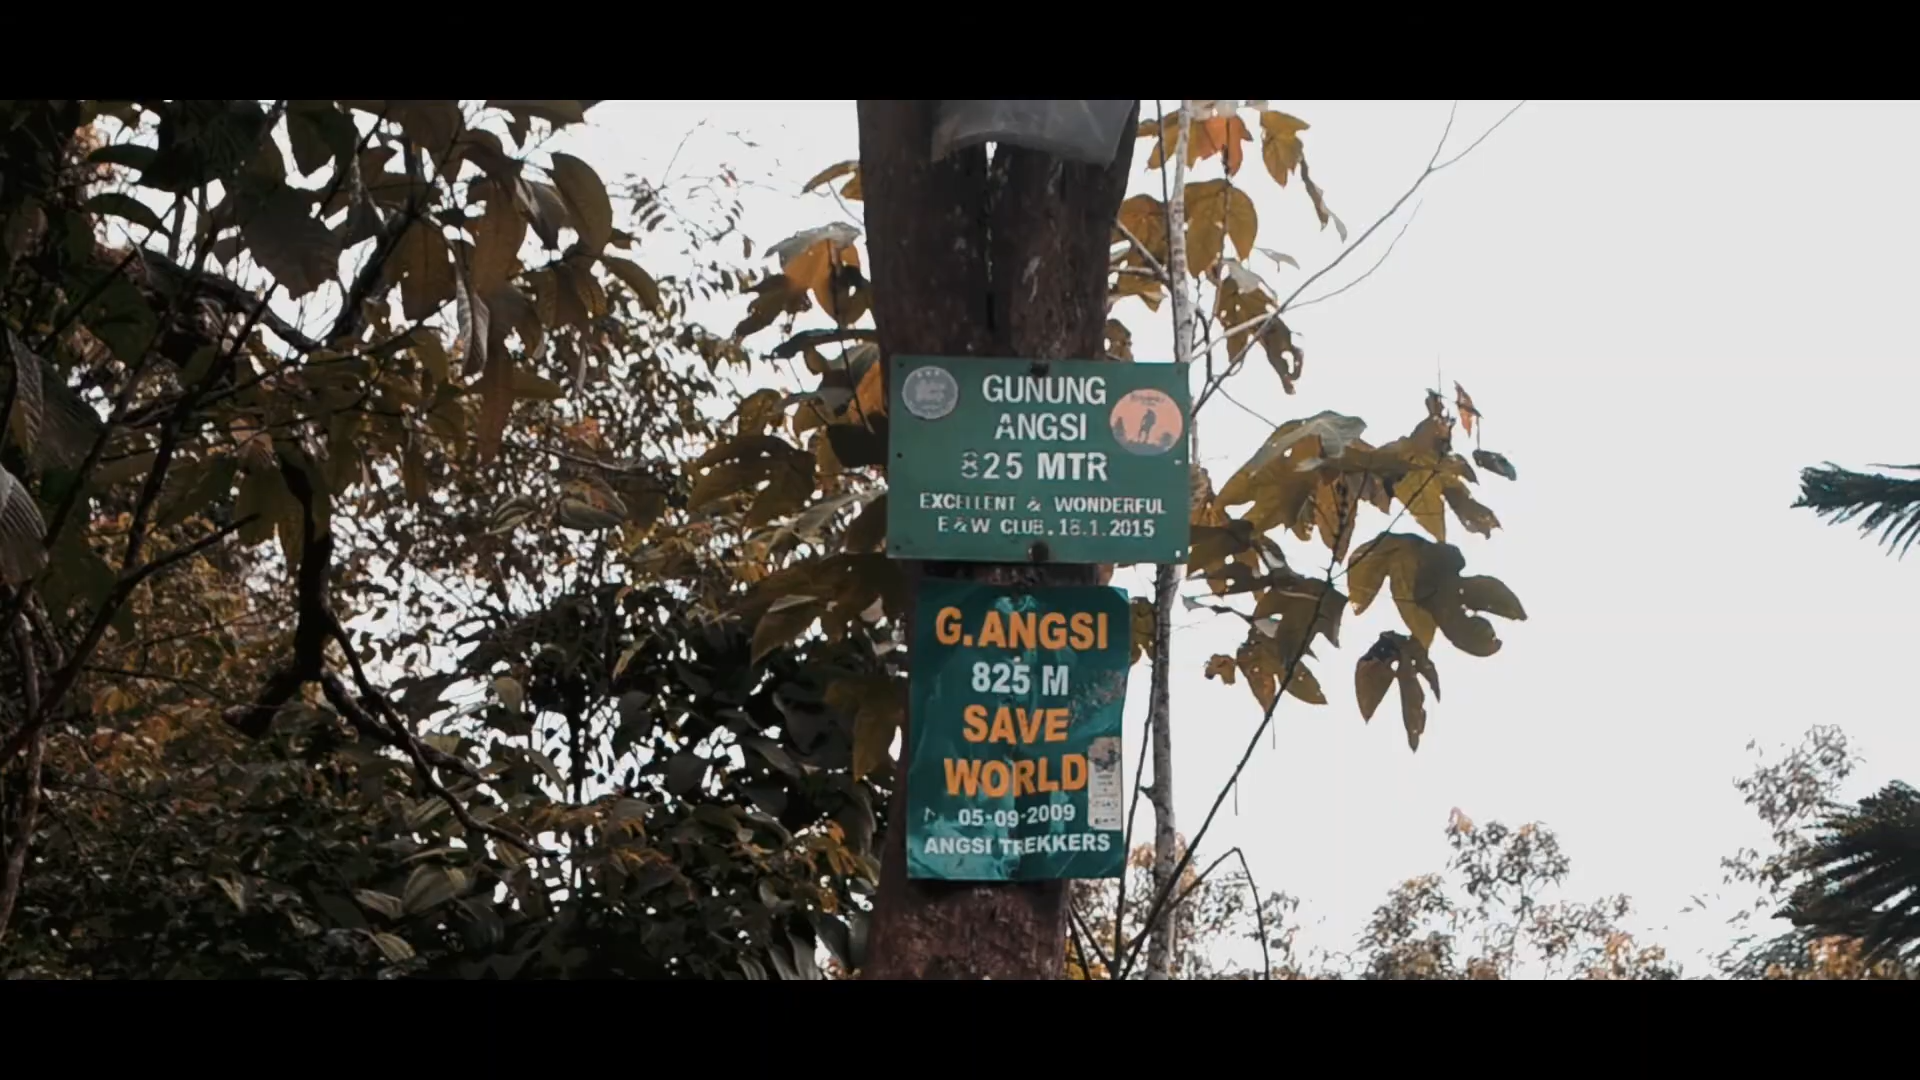 GUNUNG
ANGSI
825 MTR
EXCELLENT & WONDERFUL
E & W CLUB. 18.1.2015
G. ANGSI
825 M
SAVE
WORLD
05-09-2009
ANGSI TREKKERS